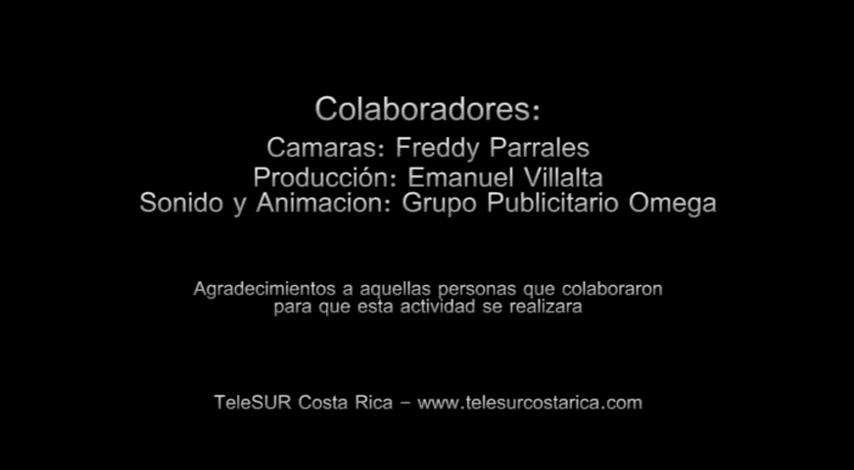 Colaboradores:
Camaras: Freddy Parrales
Producción: Emanuel Villalta
Sonido y Animacion: Grupo Publicitario Omega
Agradecimientos a aquellas personas que colaboraron
para que esta actividad se realizara
TeleSUR Costa Rica – www.telesurcostarica.com